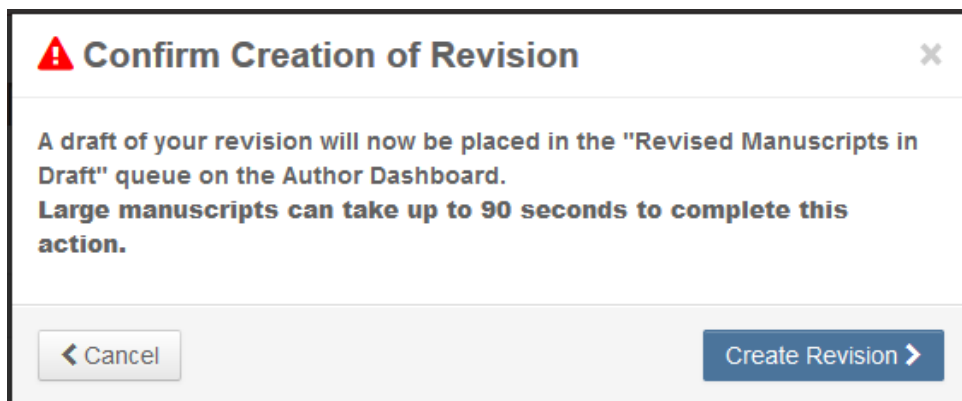 Confirm Creation of Revision
A draft of your revision will now be placed in the "Revised Manuscripts in
Draft" queue on the Author Dashboard.
Large manuscripts can take up to 90 seconds to complete this
action.
Cancel
Create Revision